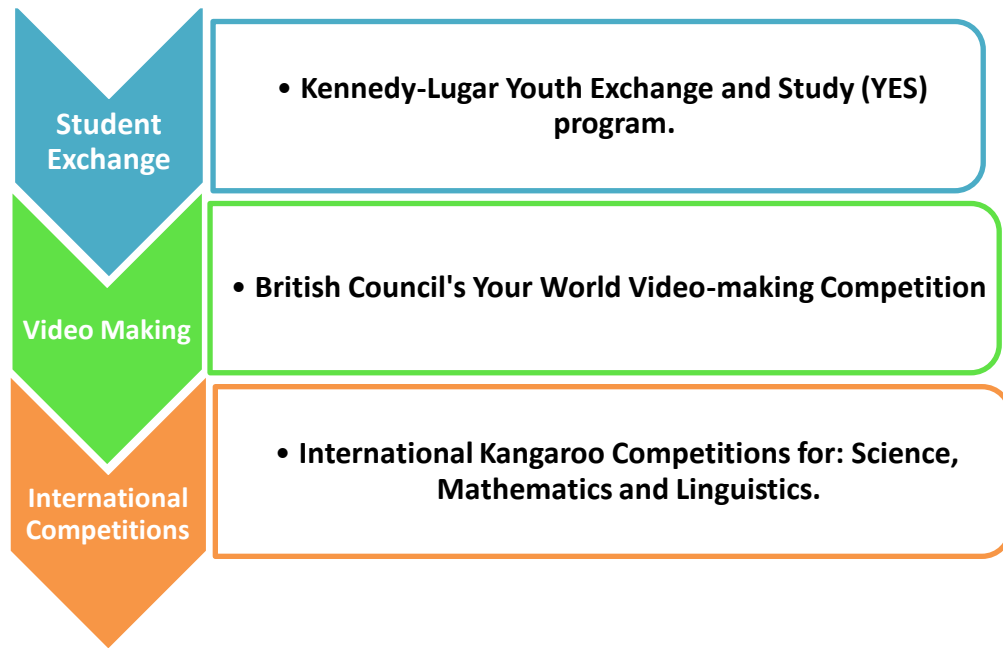 Student
Exchange
• Kennedy-Lugar Youth Exchange and Study (YES)
program.
Video Making
• British Council's Your World Video-making Competition
International
Competitions
• International Kangaroo Competitions for: Science,
Mathematics and Linguistics.